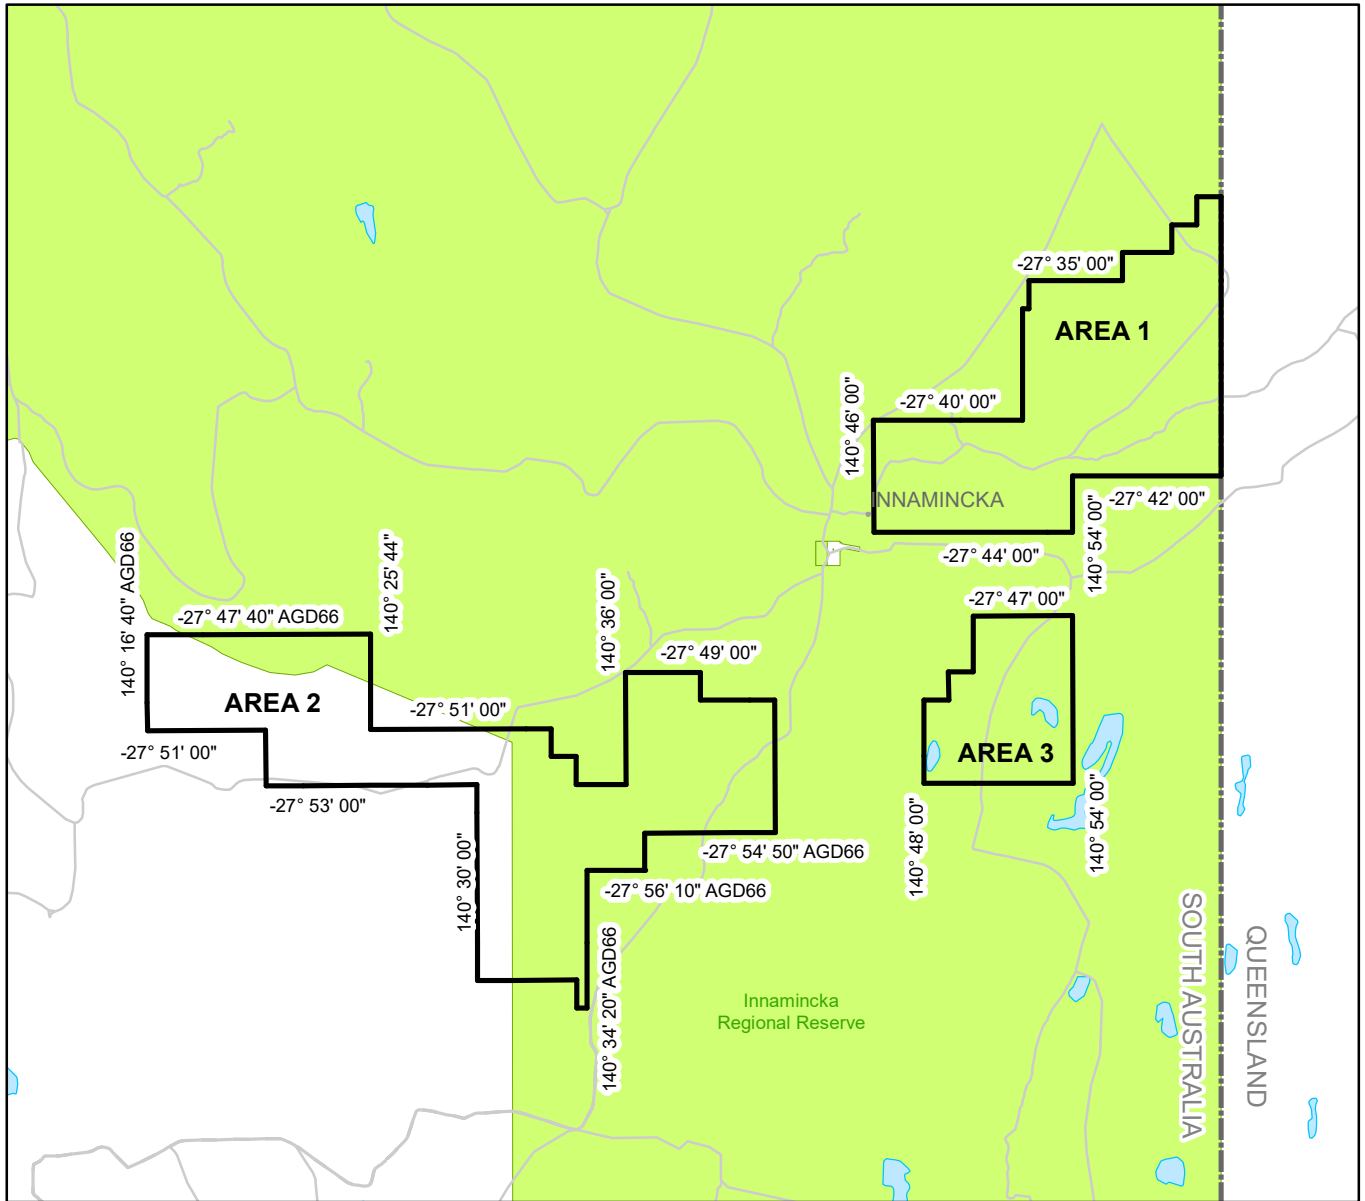 -27° 35' 00"
AREA 1
140° 46' 00"
-27° 40' 00"
INNAMINCKA
-27° 42' 00"
140° 54' 00"
-27° 44' 00"
140° 16' 40" AGD66
-27° 47' 40" AGD66
140° 25' 44"
140° 36' 00"
-27° 47' 00"
-27° 49' 00"
AREA 2
-27° 51' 00"
-27° 51' 00"
AREA 3
-27° 53' 00"
140° 30' 00"
140° 48' 00"
140° 54' 00"
-27° 54' 50" AGD66
-27° 56' 10" AGD66
140° 34' 20" AGD66
Innamincka
Regional Reserve
SOUTH AUSTRALIA
QUEENSLAND